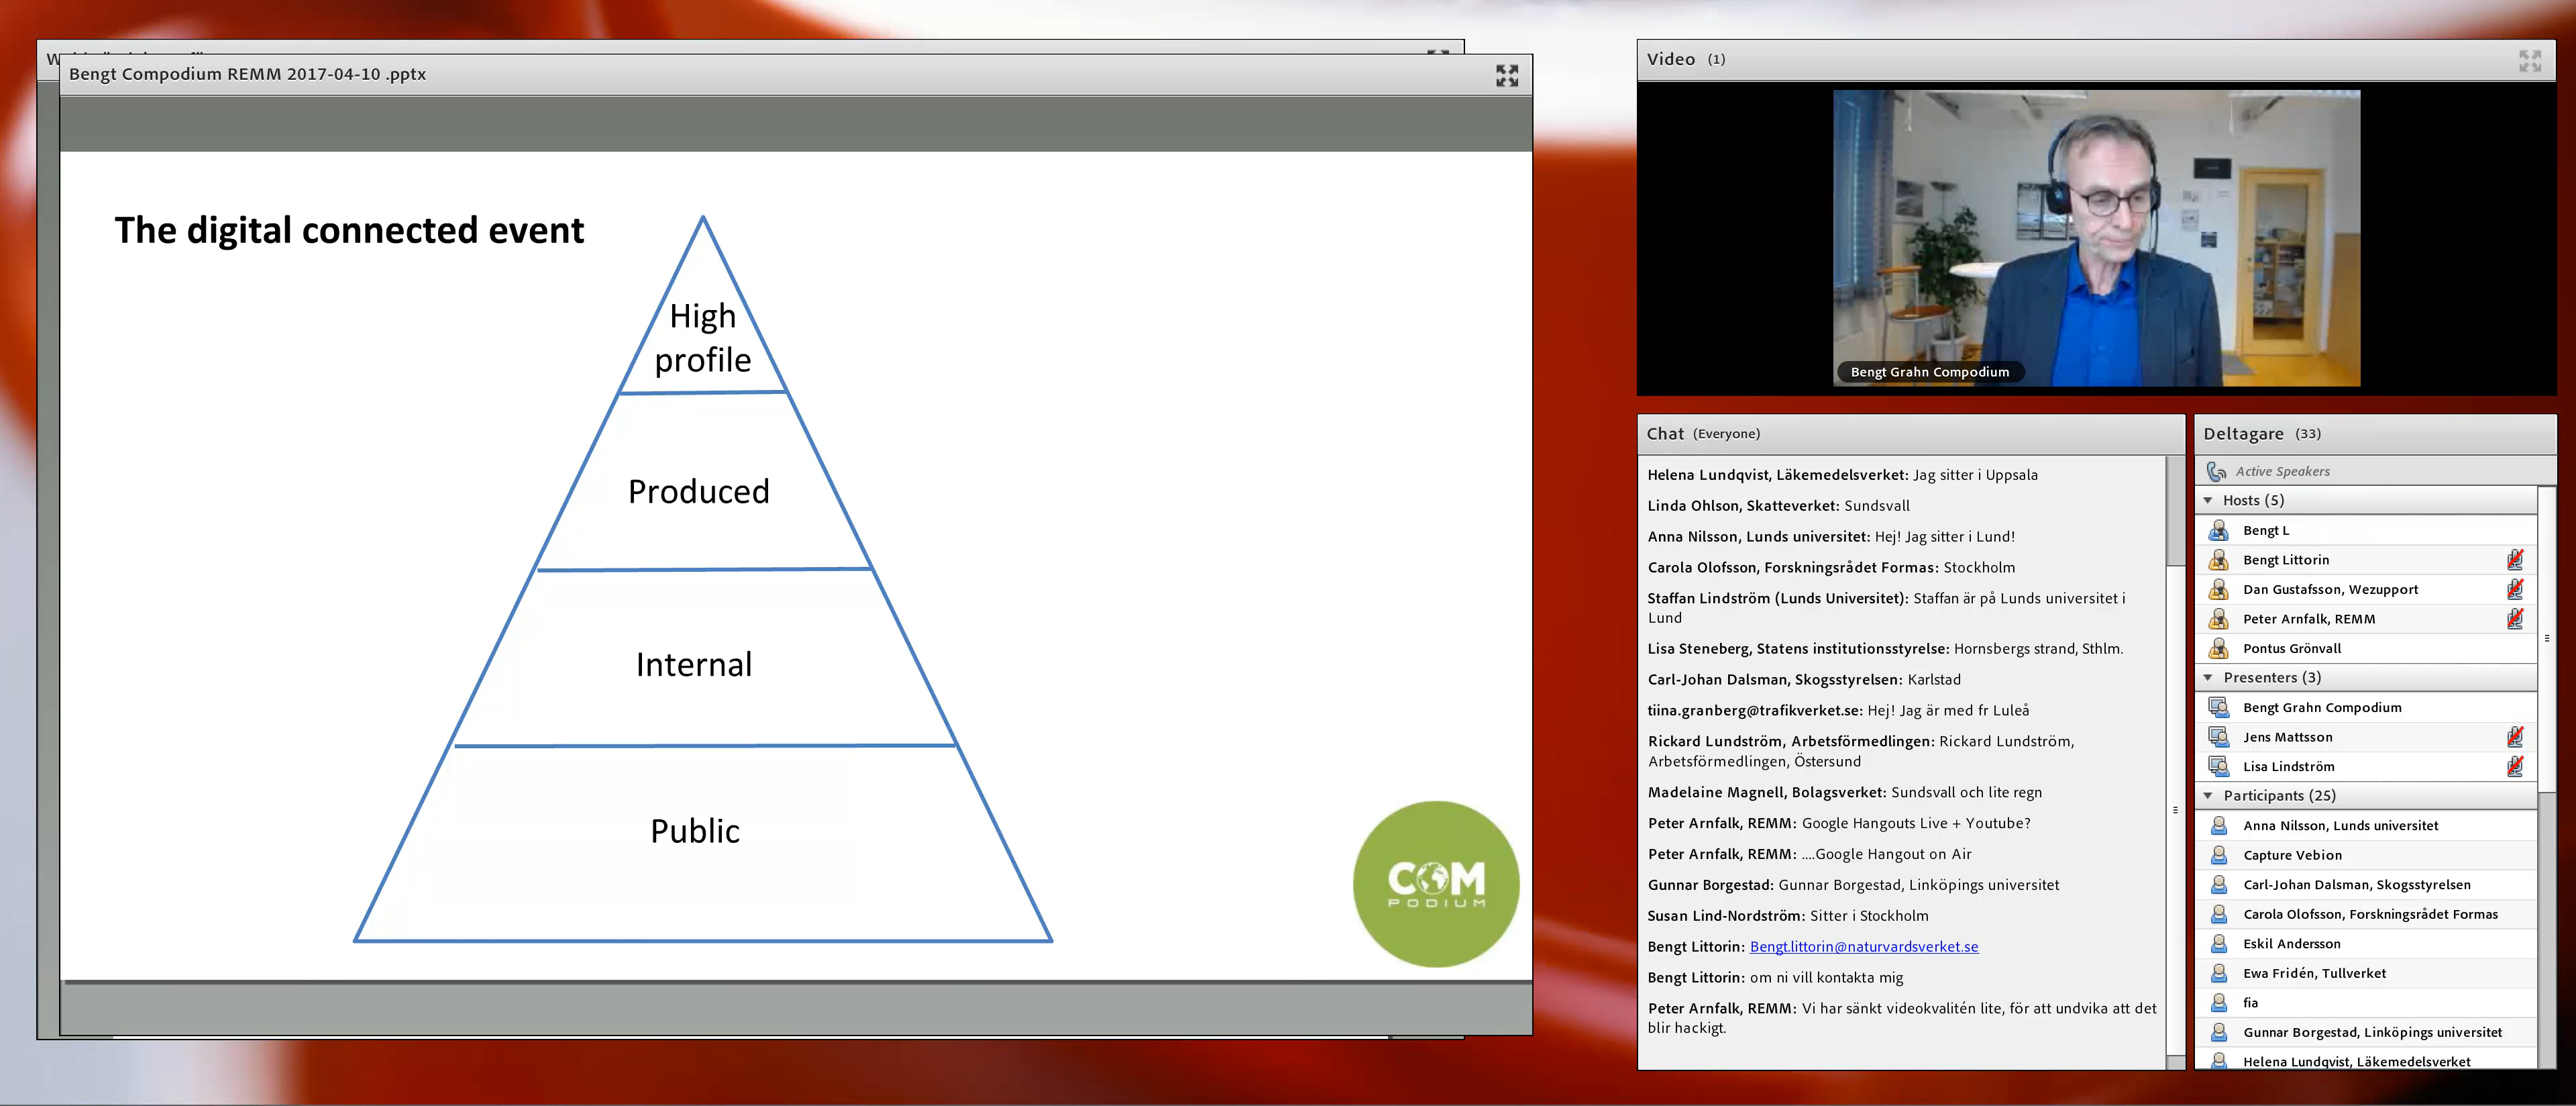 Bengt Compodium REMM 2017-04-10 .pptx
The digital connected event
High
profile
Produced
Internal
Public
COM
PODIUM
Video (1)
Bengt Grahn Compodium
Chat (Everyone)
Helena Lundqvist, Läkemedelsverket: Jag sitter i Uppsala
Linda Ohlson, Skatteverket: Sundsvall
Anna Nilsson, Lunds universitet: Hej! Jag sitter i Lund!
Carola Olofsson, Forskningsrådet Formas: Stockholm
Staffan Lindström (Lunds Universitet): Staffan är på Lunds universitet i
Lund
Lisa Steneberg, Statens institutionsstyrelse: Hornsbergs strand, Sthlm.
Carl-Johan Dalsman, Skogsstyrelsen: Karlstad
tiina.granberg@trafikverket.se: Hej! Jag är med fr Luleå
Rickard Lundström, Arbetsförmedlingen: Rickard Lundström,
Arbetsförmedlingen, Östersund
Madelaine Magnell, Bolagsverket: Sundsvall och lite regn
Peter Arnfalk, REMM: Google Hangouts Live + Youtube?
Peter Arnfalk, REMM: ....Google Hangout on Air
Gunnar Borgestad: Gunnar Borgestad, Linköpings universitet
Susan Lind-Nordström: Sitter i Stockholm
Bengt Littorin: Bengt.littorin@naturvardsverket.se
Bengt Littorin: om ni vill kontakta mig
Peter Arnfalk, REMM: Vi har sänkt videokvalitén lite, för att undvika att det
blir hackigt.
Deltagare (33)
Active Speakers
Hosts (5)
Bengt L
Bengt Littorin
Dan Gustafsson, Wezupport
Peter Arnfalk, REMM
Pontus Grönvall
Presenters (3)
Bengt Grahn Compodium
Jens Mattsson
Lisa Lindström
Participants (25)
Anna Nilsson, Lunds universitet
Capture Vebion
Carl-Johan Dalsman, Skogsstyrelsen
Carola Olofsson, Forskningsrådet Formas
Eskil Andersson
Ewa Fridén, Tullverket
fia
Gunnar Borgestad, Linköpings universitet
Helena Lundqvist, Läkemedelsverket